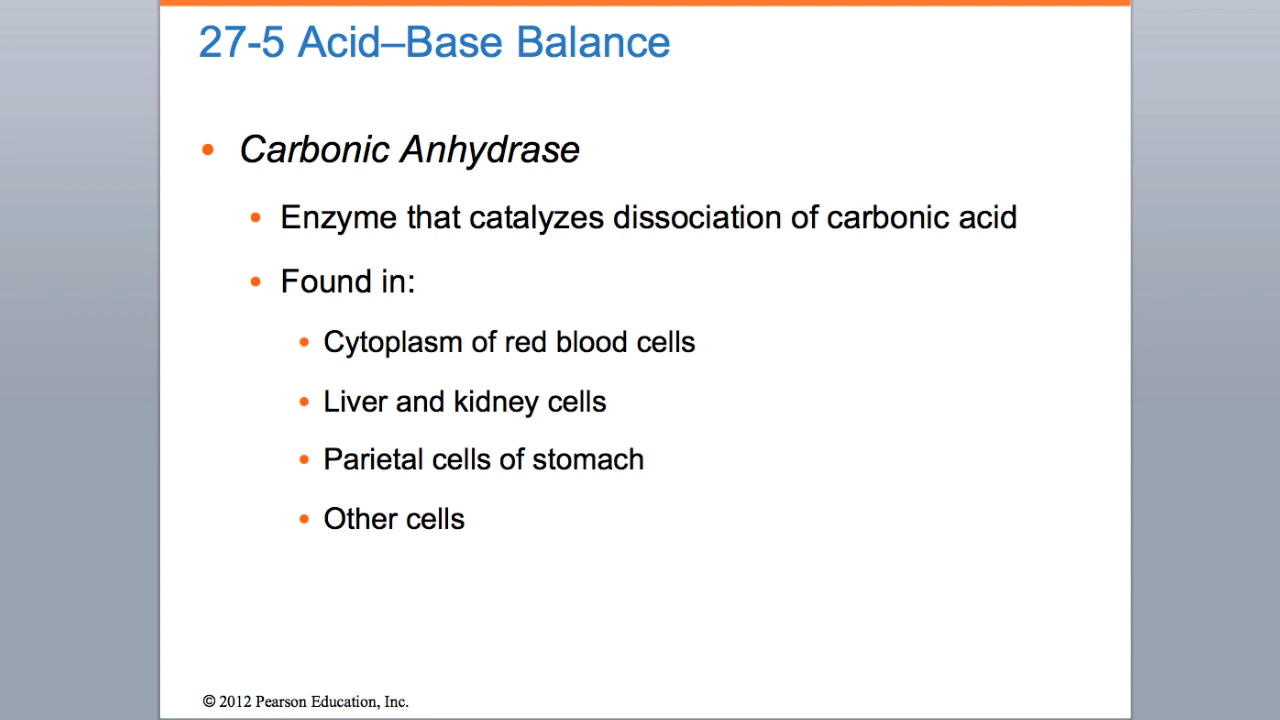 27-5 Acid–Base Balance
• Carbonic Anhydrase
• Enzyme that catalyzes dissociation of carbonic acid
• Found in:
• Cytoplasm of red blood cells
• Liver and kidney cells
• Parietal cells of stomach
• Other cells
© 2012 Pearson Education, Inc.